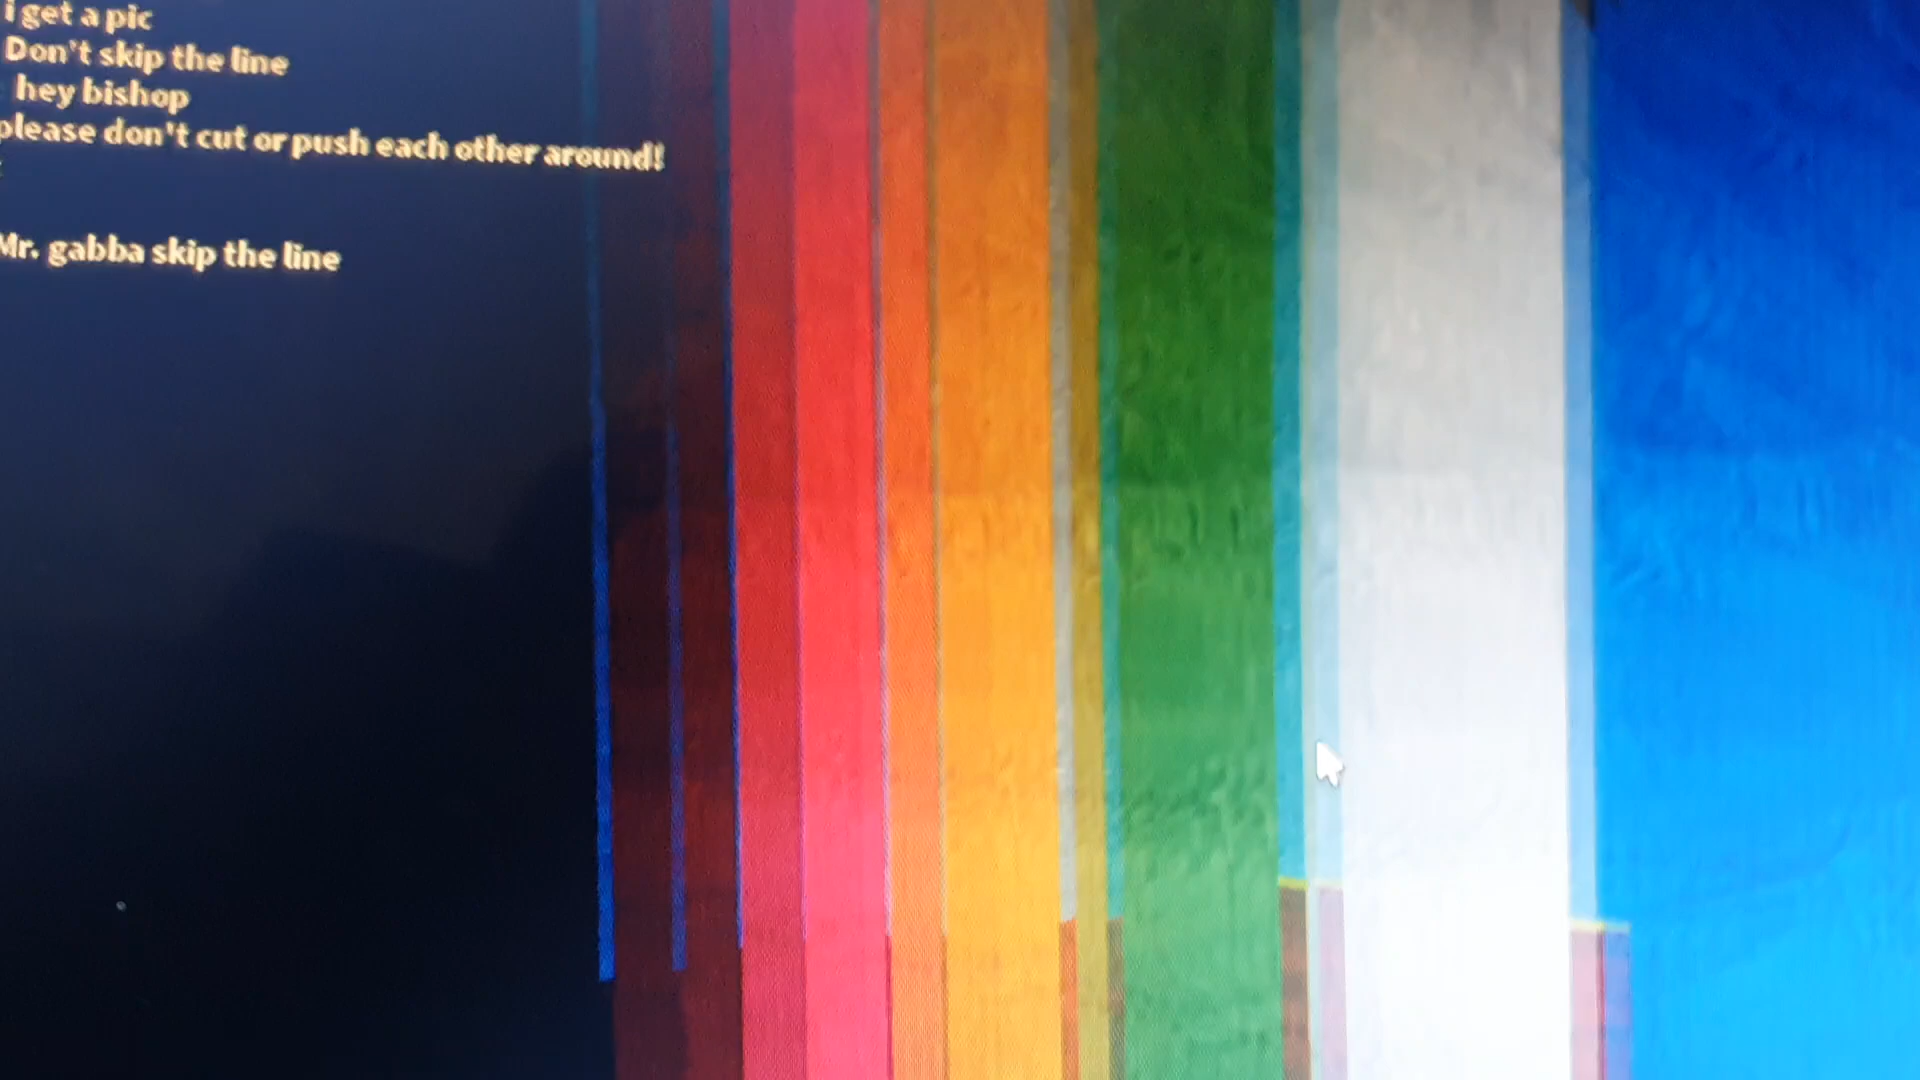 i get a pic
Don't skip the line
hey bishop
please don't cut or push each other around!
Mr. gabba skip the line